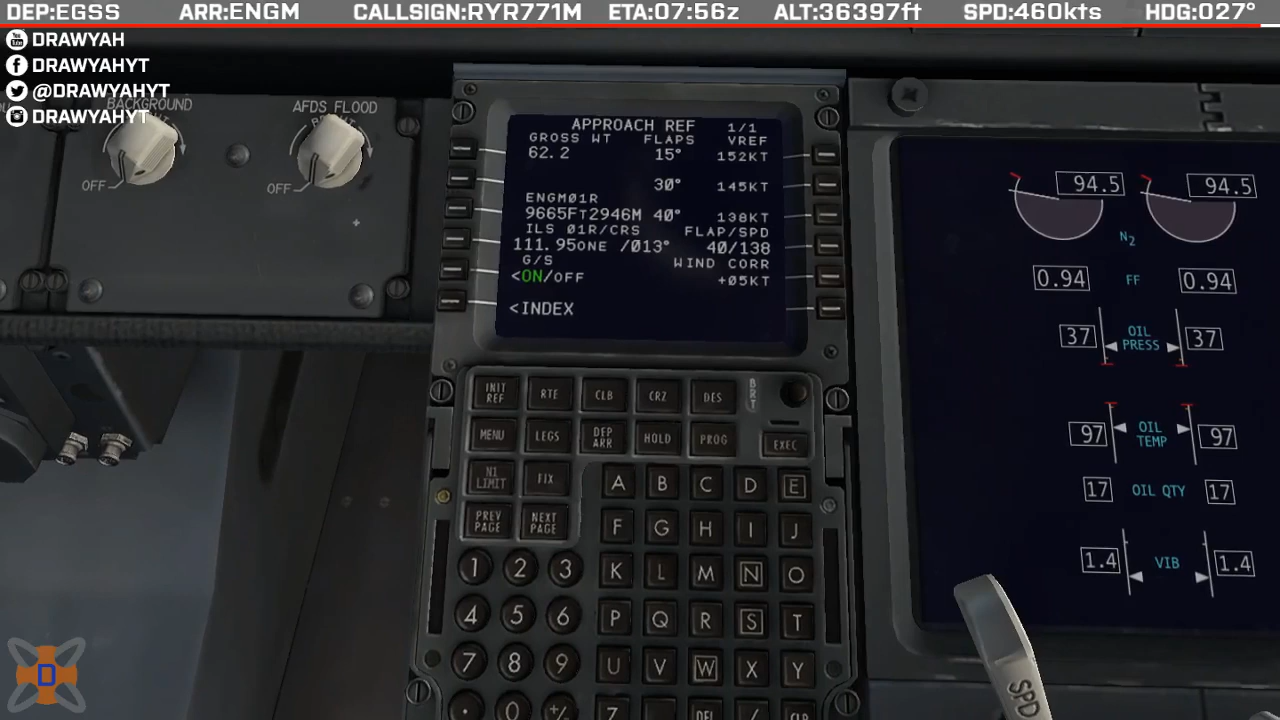 DEP:EGSS ARR:ENGM CALLSIGN:RYR771M ETA:07:56z ALT:36397ft SPD:460kts HDG:027°
DRAWYAH
DRAWYAHYT
@DRAWYAHYT
DRAWYAHYT
BACKGROUND
OFF
AFDS FLOOD
OFF
APPROACH REF 1/1
GROSS WT FLAPS VREF
62.2 15° 152KT
30° 145KT
ENGM01R
9665FT2946M 40° 138KT
ILS 01R/CRS FLAP/SPD
111.95ONE /013° 40/138
G/S WIND CORR
<ON/OFF +05KT
<INDEX
INIT REF RTE CLB CRZ DES BRT
MENU LEGS DEP ARR HOLD PROG EXEC
N1 LIMIT FIX
PREV PAGE NEXT PAGE
A B C D E
F G H I J
1 2 3 K L M N O
4 5 6 P Q R S T
7 8 9 U V W X Y
. 0 +/- Z DEL / CLR
94.5 94.5
N2
0.94 FF 0.94
37 OIL PRESS 37
97 OIL TEMP 97
17 OIL QTY 17
1.4 VIB 1.4
SPD
D